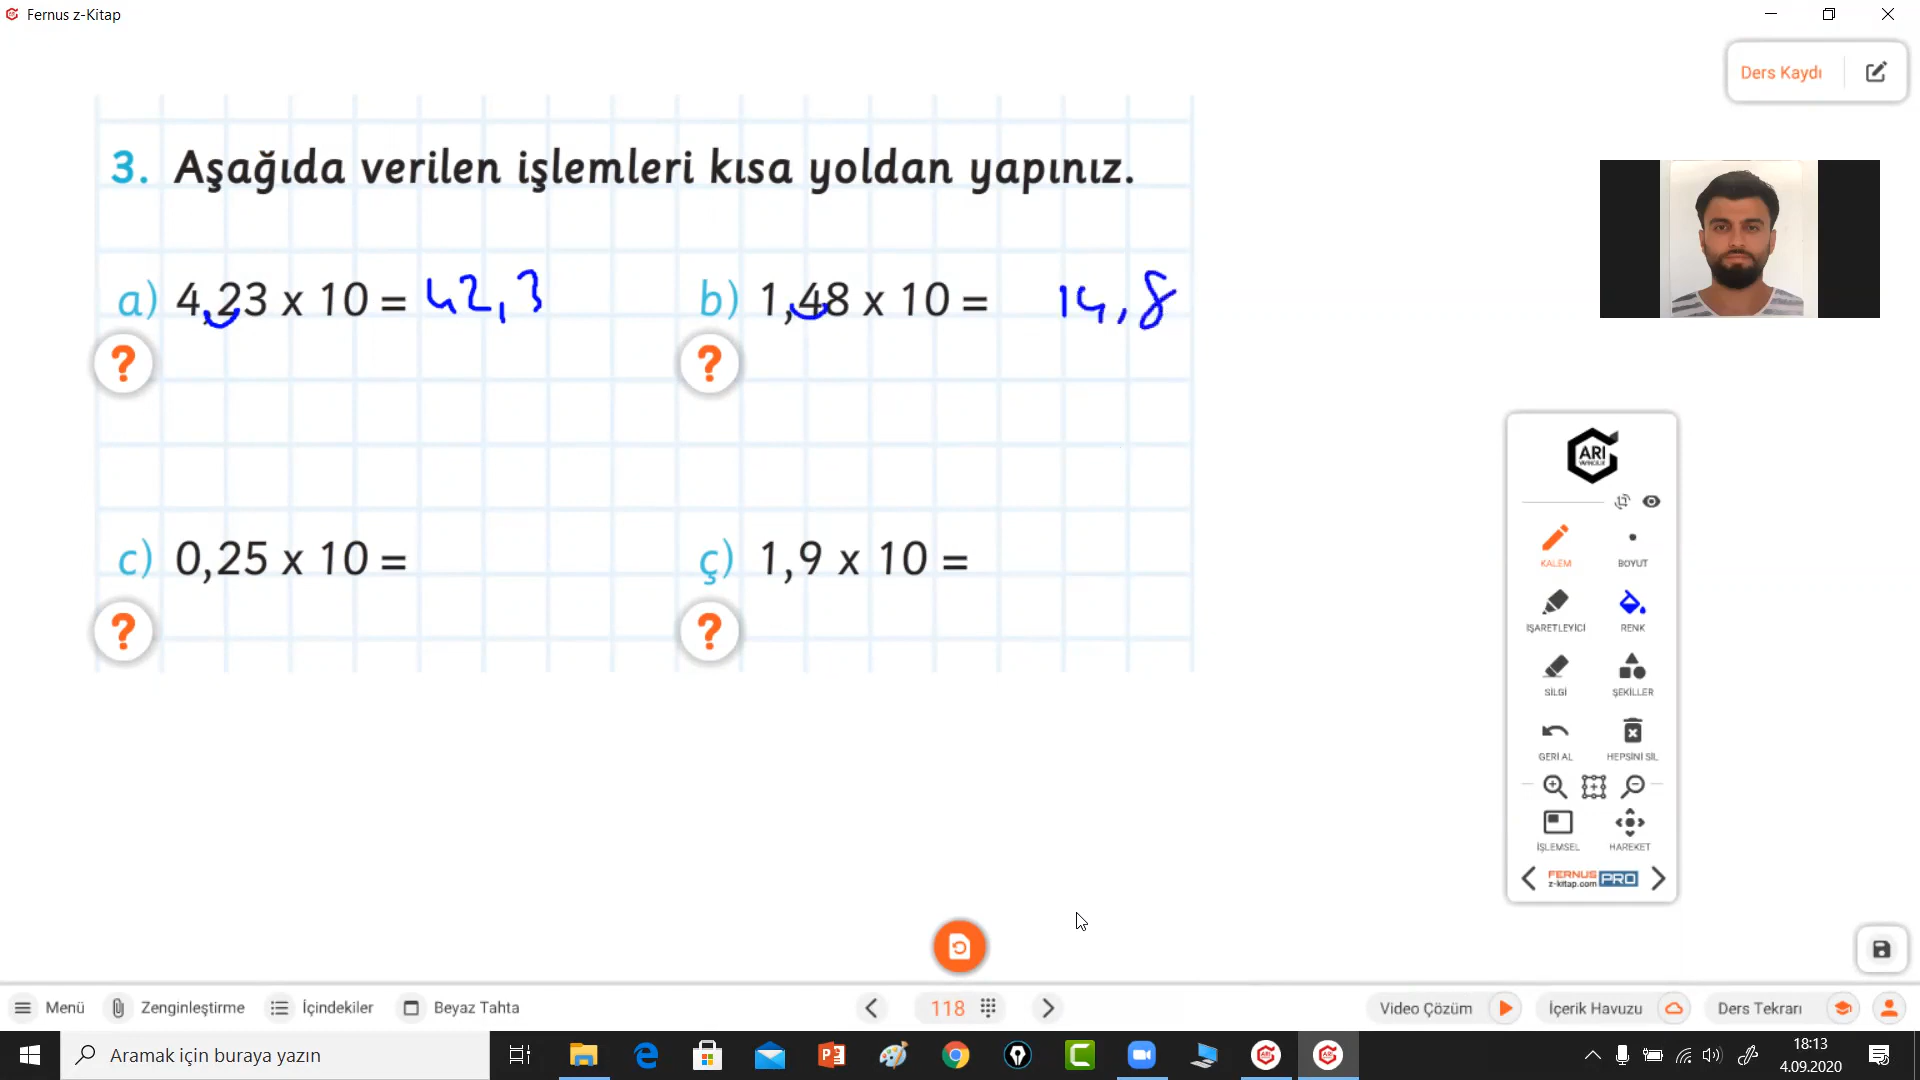 Fernus z-Kitap
Ders Kaydı
3. Aşağıda verilen işlemleri kısa yoldan yapınız.
a) 4,23 x 10 = 42,3
b) 1,48 x 10 = 14,8
?
?
c) 0,25 x 10 =
ç) 1,9 x 10 =
?
?
ARI
YAYINCILIK
KALEM
BOYUT
İŞARETLEYİCİ
RENK
SİLGİ
ŞEKİLLER
GERİ AL
HEPSİNİ SİL
İŞLEMSEL
HAREKET
FERNUS
z-kitap.com PRO
Menü
Zenginleştirme
İçindekiler
Beyaz Tahta
118
Video Çözüm
İçerik Havuzu
Ders Tekrarı
Aramak için buraya yazın
18:13
4.09.2020